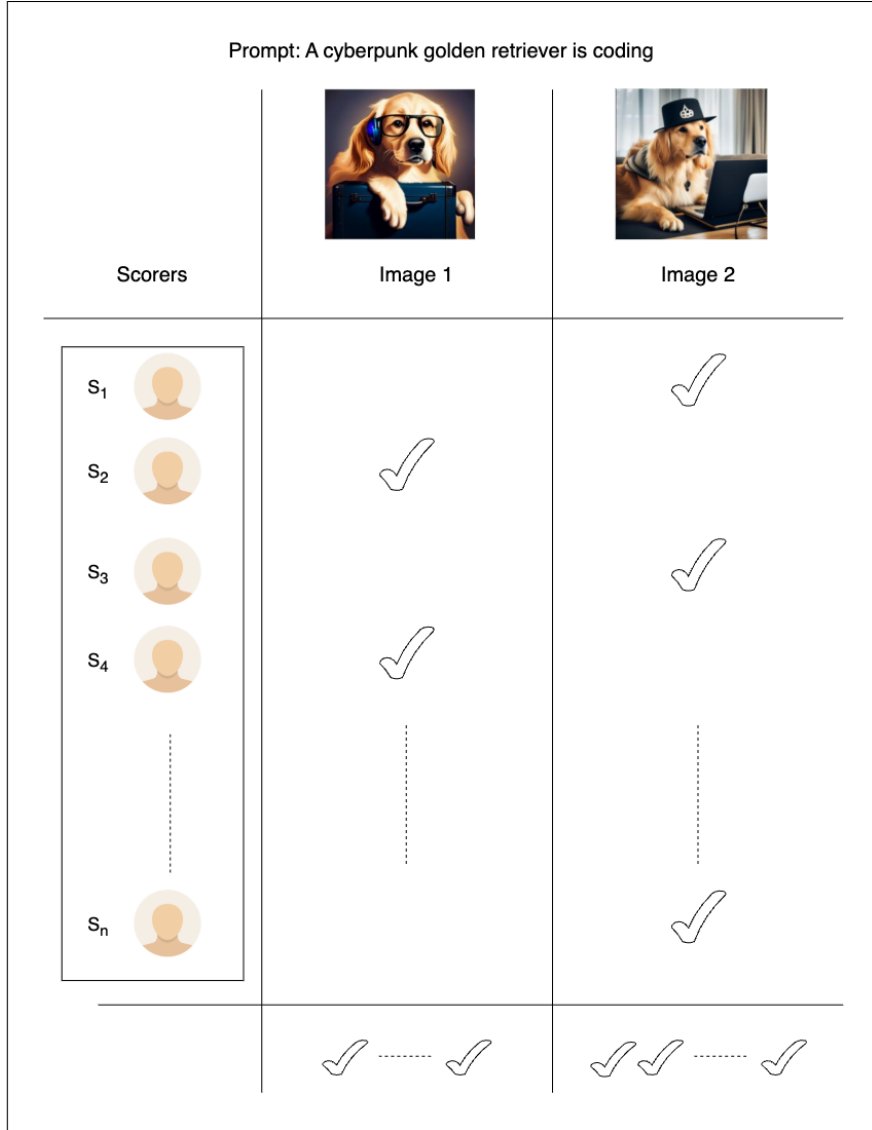 Prompt: A cyberpunk golden retriever is coding
Scorers Image 1 Image 2
S1
S2
S3
S4
Sn